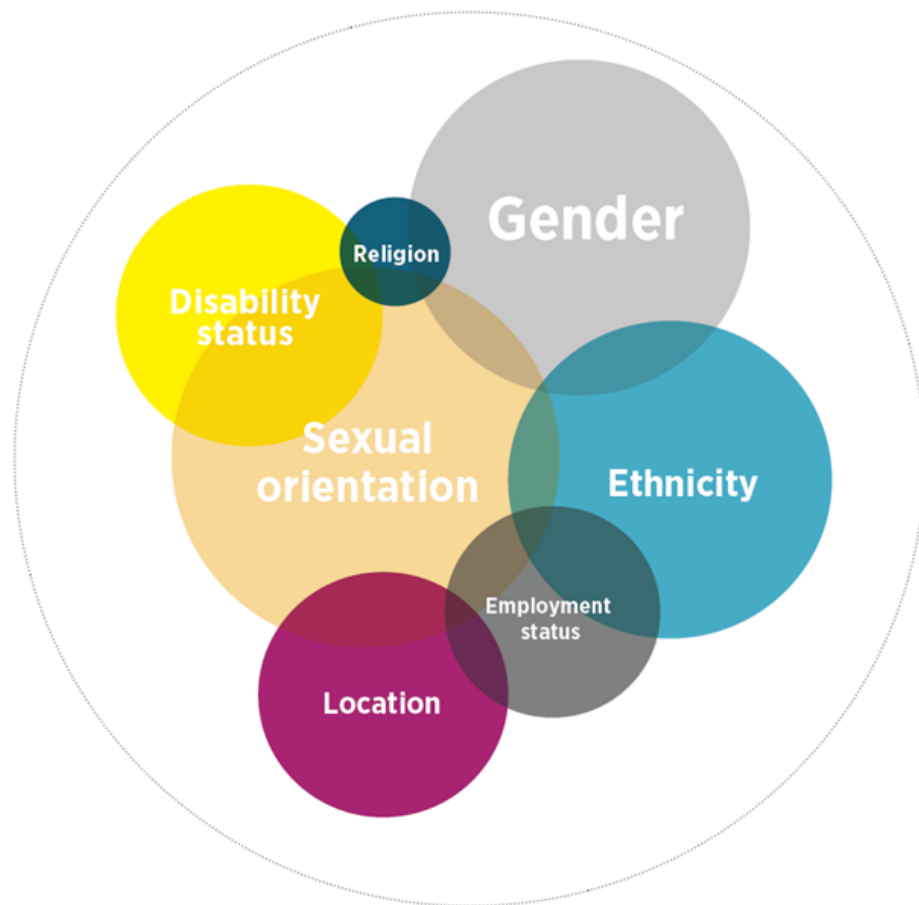 Gender
Religion
Disability
status
Sexual
orientation
Ethnicity
Employment
status
Location